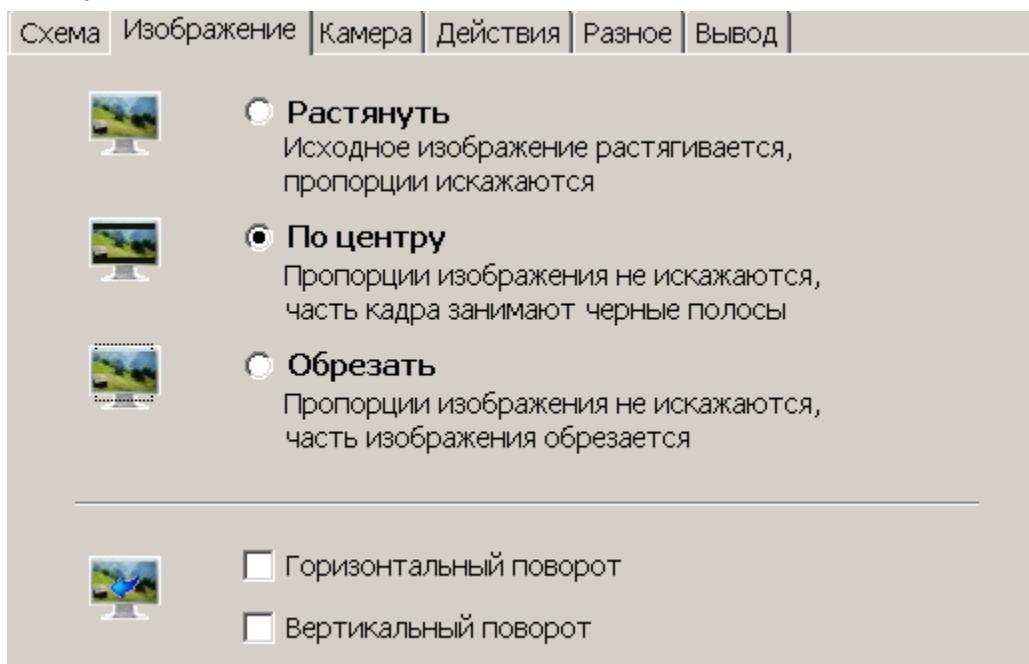 Схема Изображение Камера Действия Разное Вывод
Растянуть
Исходное изображение растягивается,
пропорции искажаются
По центру
Пропорции изображения не искажаются,
часть кадра занимают черные полосы
Обрезать
Пропорции изображения не искажаются,
часть изображения обрезается
Горизонтальный поворот
Вертикальный поворот